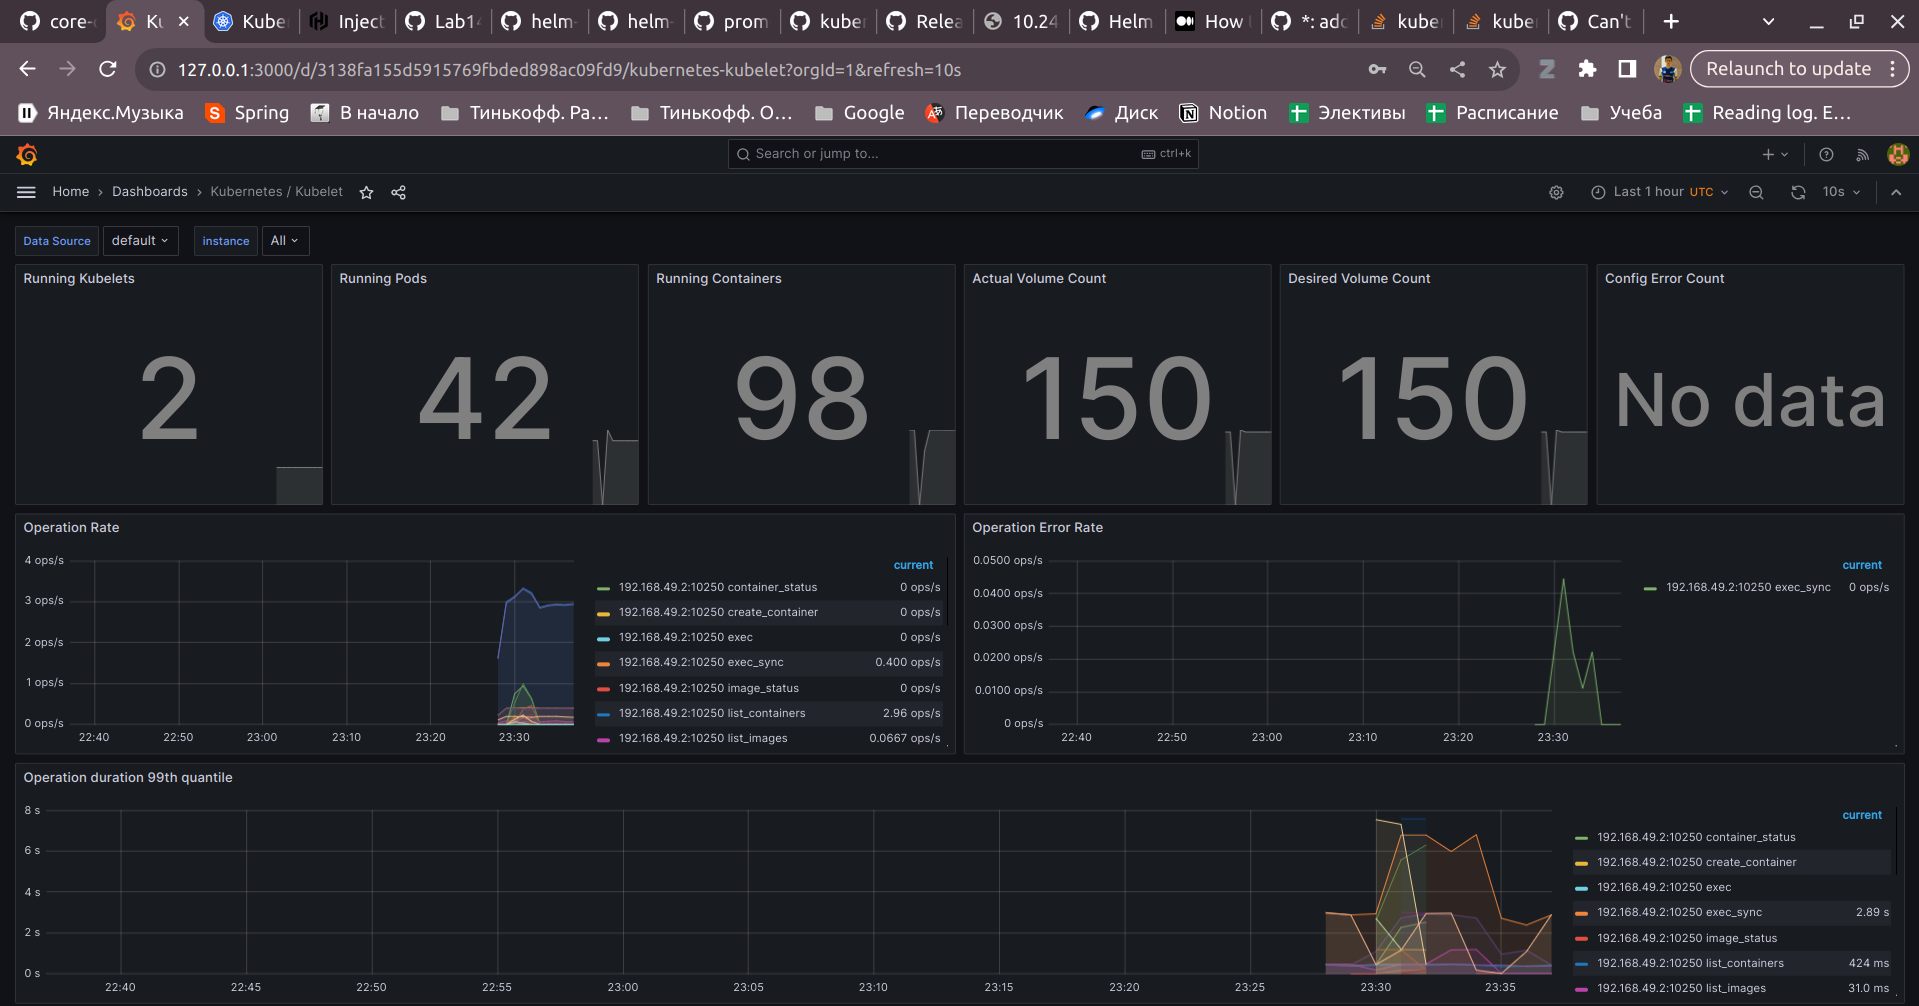 core-
Ku
Kuber
Inject
Lab14
helm-
helm-
prom
kuber
Relea
10.24
Helm
How
*: add
kuber
kuber
Can't
127.0.0.1:3000/d/3138fa155d5915769fbded898ac09fd9/kubernetes-kubelet?orgId=1&refresh=10s
Relaunch to update
Яндекс.Музыка
Spring
В начало
Тинькофф. Ра...
Тинькофф. О...
Google
Переводчик
Диск
Notion
Элективы
Расписание
Учеба
Reading log. E...
Search or jump to...
ctrl+k
Home › Dashboards › Kubernetes / Kubelet
Last 1 hour UTC
10s
Data Source
default
instance
All
Running Kubelets
Running Pods
Running Containers
Actual Volume Count
Desired Volume Count
Config Error Count
2
42
98
150
150
No data
Operation Rate
4 ops/s
3 ops/s
2 ops/s
1 ops/s
0 ops/s
22:40
22:50
23:00
23:10
23:20
23:30
current
192.168.49.2:10250 container_status 0 ops/s
192.168.49.2:10250 create_container 0 ops/s
192.168.49.2:10250 exec 0 ops/s
192.168.49.2:10250 exec_sync 0.400 ops/s
192.168.49.2:10250 image_status 0 ops/s
192.168.49.2:10250 list_containers 2.96 ops/s
192.168.49.2:10250 list_images 0.0667 ops/s
Operation Error Rate
0.0500 ops/s
0.0400 ops/s
0.0300 ops/s
0.0200 ops/s
0.0100 ops/s
0 ops/s
22:40
22:50
23:00
23:10
23:20
23:30
current
192.168.49.2:10250 exec_sync 0 ops/s
Operation duration 99th quantile
8 s
6 s
4 s
2 s
0 s
22:40
22:45
22:50
22:55
23:00
23:05
23:10
23:15
23:20
23:25
23:30
23:35
current
192.168.49.2:10250 container_status
192.168.49.2:10250 create_container
192.168.49.2:10250 exec
192.168.49.2:10250 exec_sync 2.89 s
192.168.49.2:10250 image_status
192.168.49.2:10250 list_containers 424 ms
192.168.49.2:10250 list_images 31.0 ms